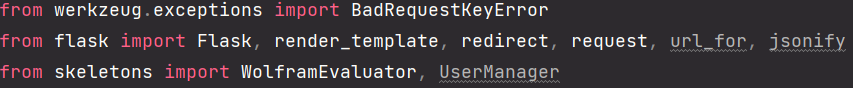 from werkzeug.exceptions import BadRequestKeyError
from flask import Flask, render_template, redirect, request, url_for, jsonify
from skeletons import WolframEvaluator, UserManager